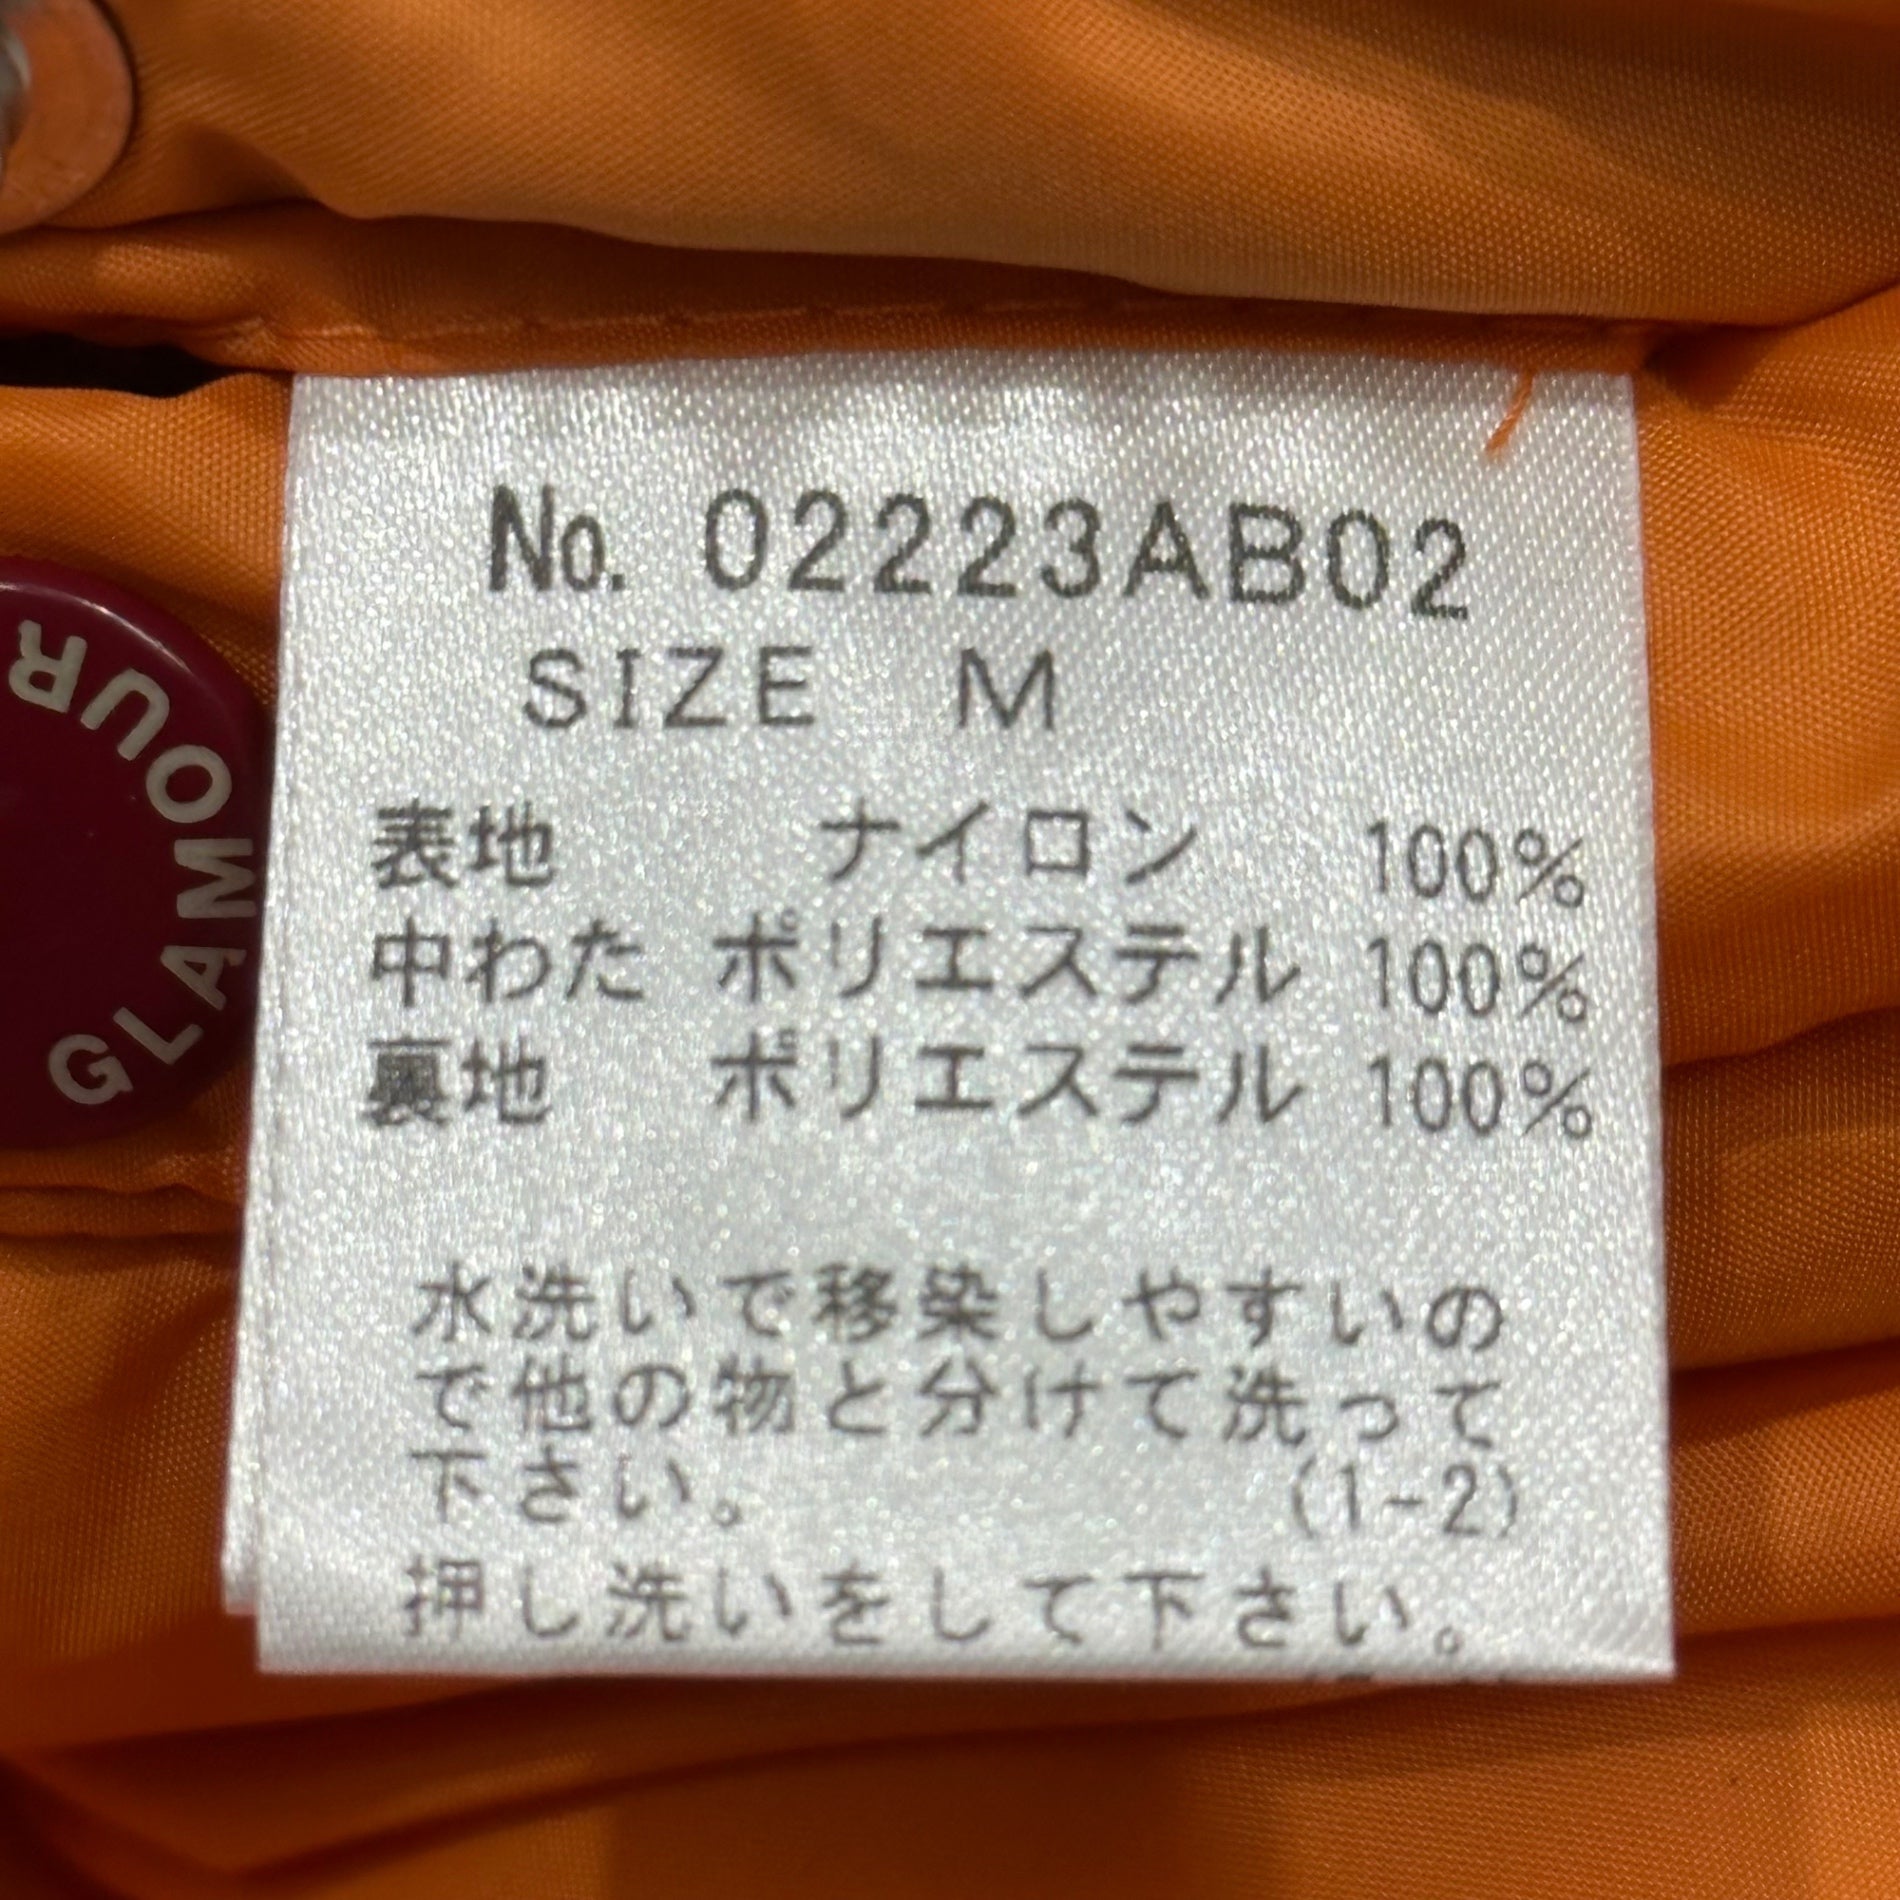 No. 02223AB02
SIZE M
表地 ナイロン 100%
中わた ポリエステル 100%
裏地 ポリエステル 100%
水洗いで移染しやすいの
で他の物と分けて洗って
下さい。 (1-2)
押し洗いをして下さい。
GLAMOUR